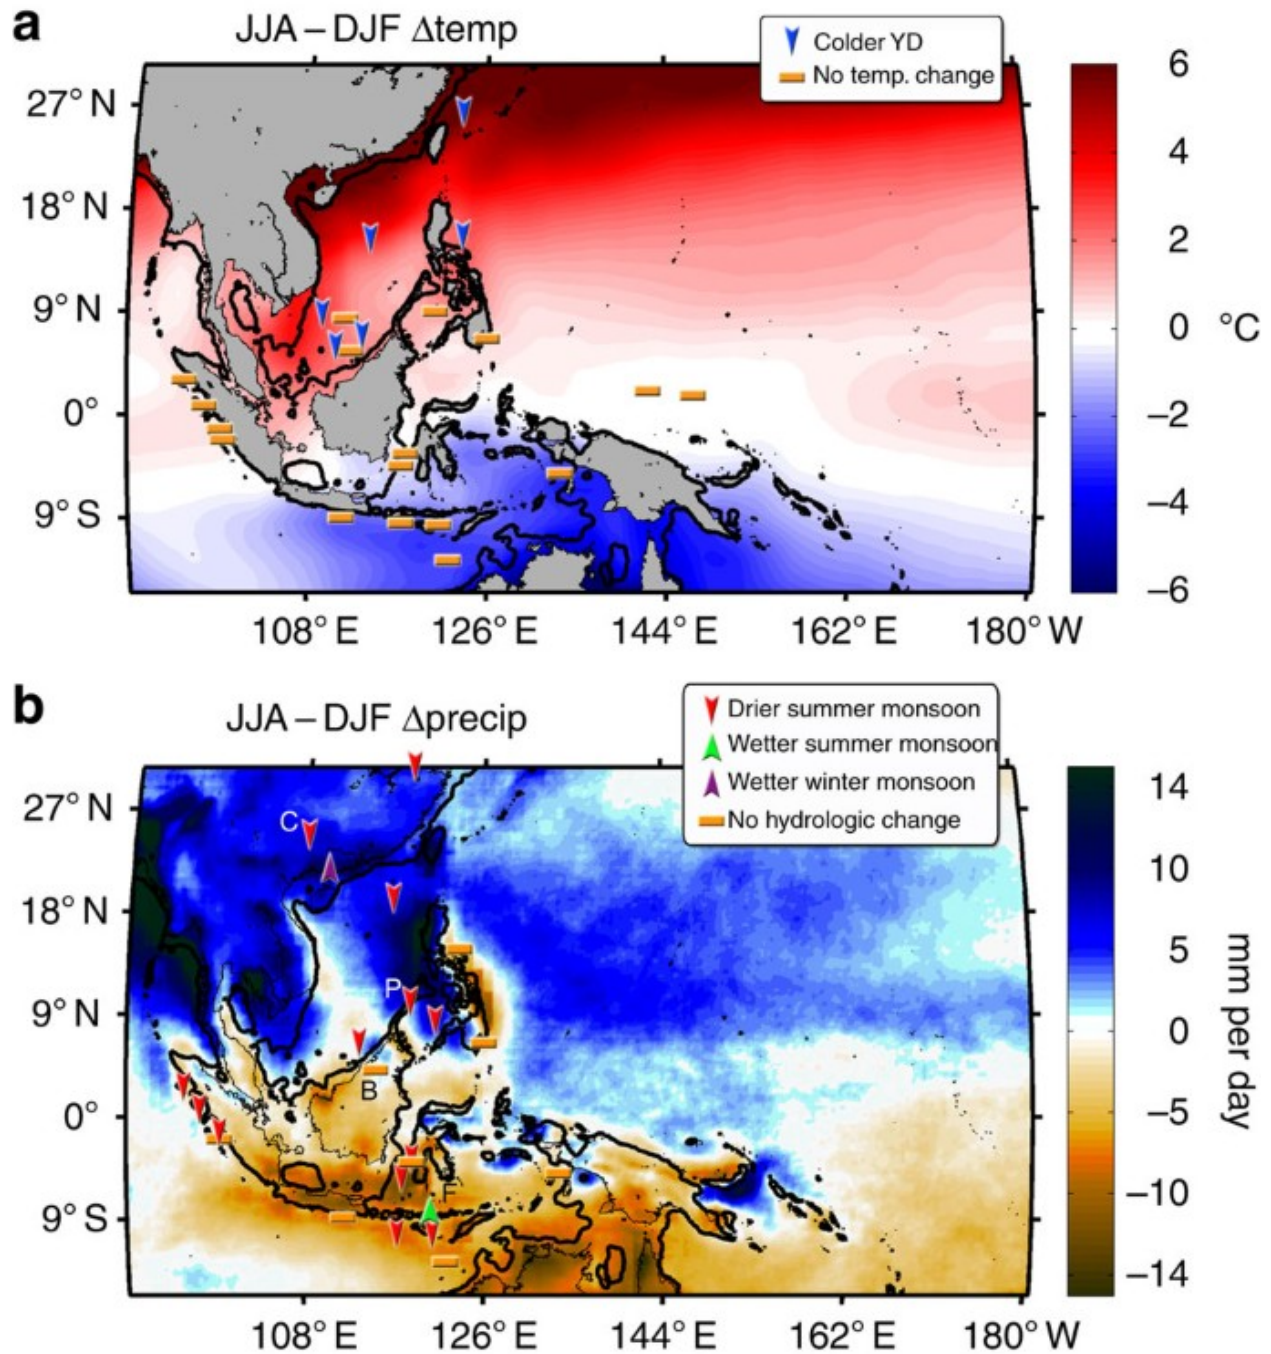 a
JJA – DJF Δtemp
Colder YD
No temp. change
27° N
18° N
9° N
0°
9° S
108° E
126° E
144° E
162° E
180° W
6
4
2
0
–2
–4
–6
°C
b
JJA – DJF Δprecip
Drier summer monsoon
Wetter summer monsoon
Wetter winter monsoon
No hydrologic change
27° N
18° N
9° N
0°
9° S
C
P
B
F
108° E
126° E
144° E
162° E
180° W
14
10
5
0
–5
–10
–14
mm per day